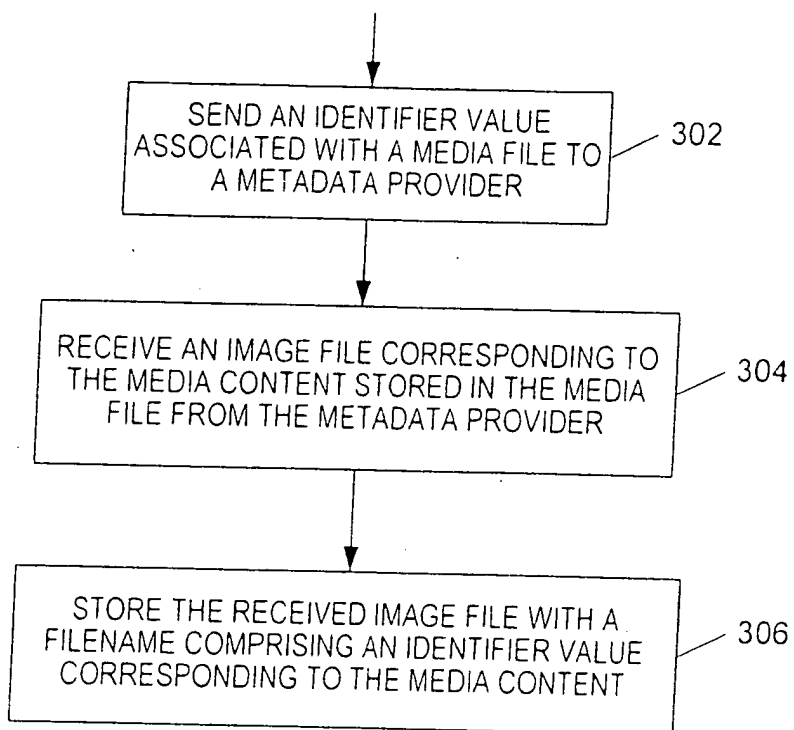 SEND AN IDENTIFIER VALUE
ASSOCIATED WITH A MEDIA FILE TO
A METADATA PROVIDER
302
RECEIVE AN IMAGE FILE CORRESPONDING TO
THE MEDIA CONTENT STORED IN THE MEDIA
FILE FROM THE METADATA PROVIDER
304
STORE THE RECEIVED IMAGE FILE WITH A
FILENAME COMPRISING AN IDENTIFIER VALUE
CORRESPONDING TO THE MEDIA CONTENT
306